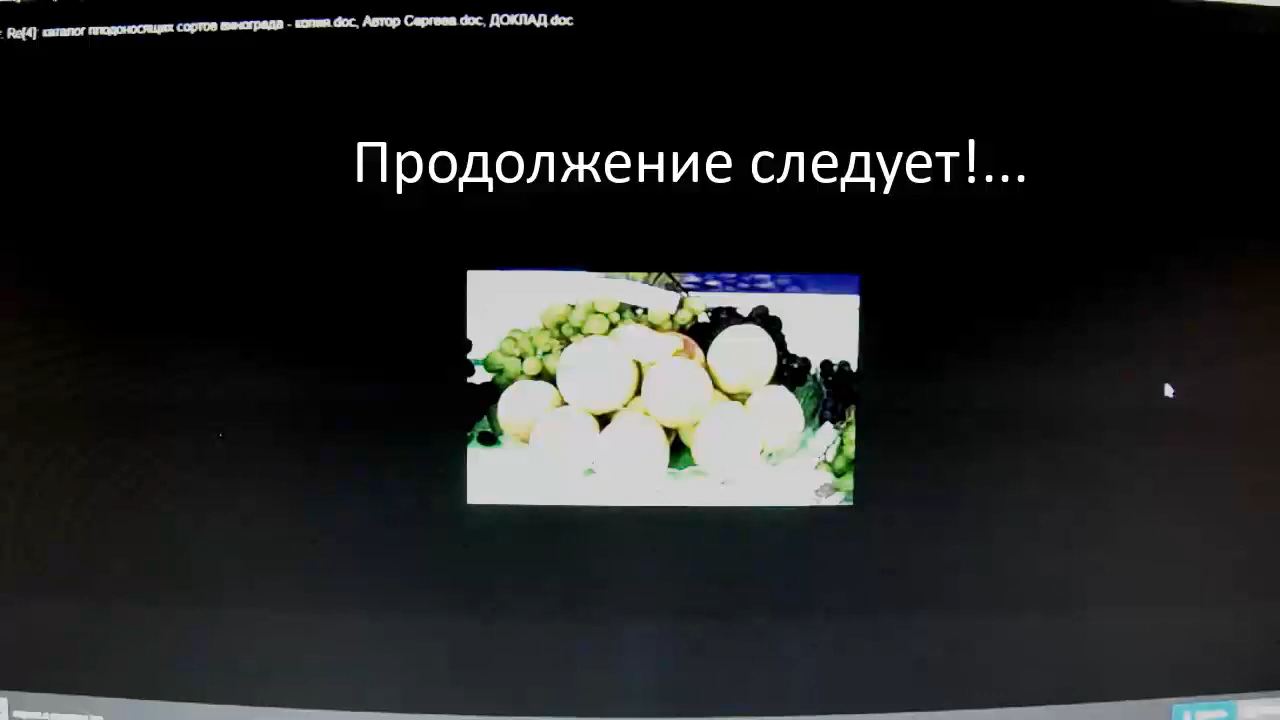 Re[4]: каталог плодоносящих сортов винограда - копия.doc, Автор Сергеев.doc, ДОКЛАД.doc
Продолжение следует!...